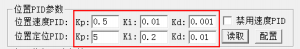 位置PID参数
位置速度PID: Kp: 0.5 Ki: 0.01 Kd: 0.001 禁用速度PID
位置定位PID: Kp: 5 Ki: 0.2 Kd: 0.01 读取 配置